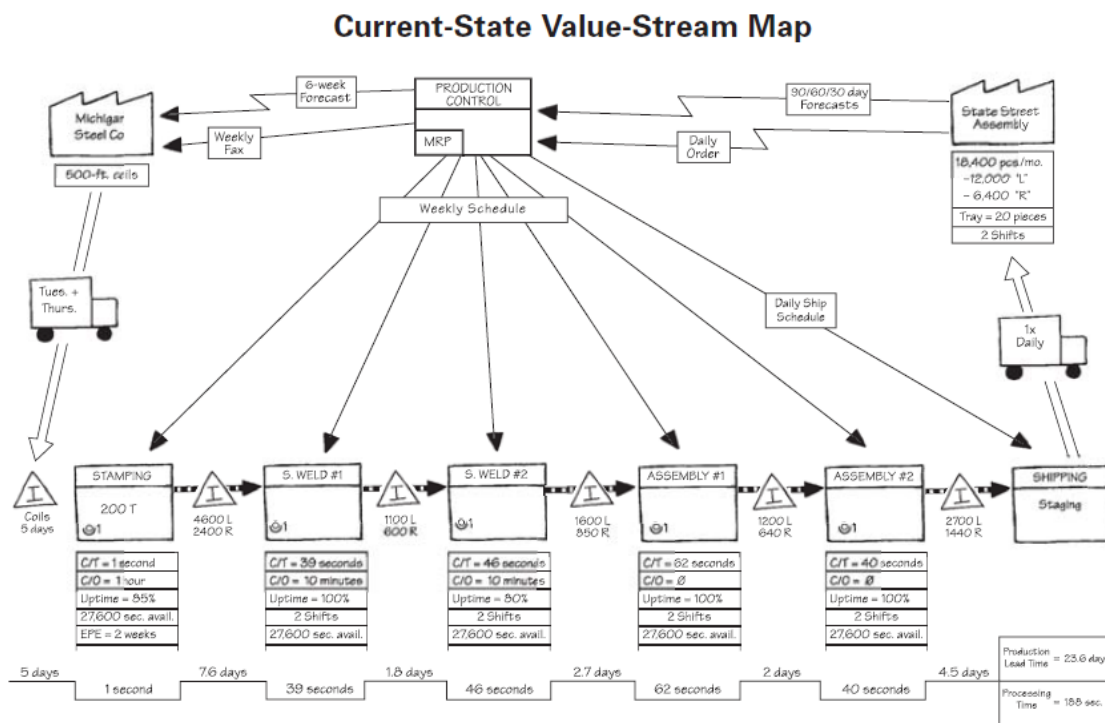 Current-State Value-Stream Map
Michigan
Steel Co
6-week
Forecast
Weekly
Fax
PRODUCTION
CONTROL
MRP
90/60/30 day
Forecasts
Daily
Order
State Street
Assembly
500-ft. coils
18,400 pcs/mo.
-12,000 "L"
- 6,400 "R"
Tray = 20 pieces
2 Shifts
Weekly Schedule
Tues. +
Thurs.
Daily Ship
Schedule
1x
Daily
I
Coils
5 days
STAMPING
200 T
1
I
4600 L
2400 R
S. WELD #1
1
I
1100 L
600 R
S. WELD #2
1
I
1600 L
850 R
ASSEMBLY #1
1
I
1200 L
640 R
ASSEMBLY #2
1
I
2700 L
1440 R
SHIPPING
Staging
C/T = 1 second
C/O = 1 hour
Uptime = 85%
27,600 sec. avail.
EPE = 2 weeks
C/T = 39 seconds
C/O = 10 minutes
Uptime = 100%
2 Shifts
27,600 sec. avail.
C/T = 46 seconds
C/O = 10 minutes
Uptime = 80%
2 Shifts
27,600 sec. avail.
C/T = 62 seconds
C/O = Ø
Uptime = 100%
2 Shifts
27,600 sec. avail.
C/T = 40 seconds
C/O = Ø
Uptime = 100%
2 Shifts
27,600 sec. avail.
5 days
1 second
7.6 days
39 seconds
1.8 days
46 seconds
2.7 days
62 seconds
2 days
40 seconds
4.5 days
Production
Lead Time = 23.6 day
Processing
Time = 188 sec.